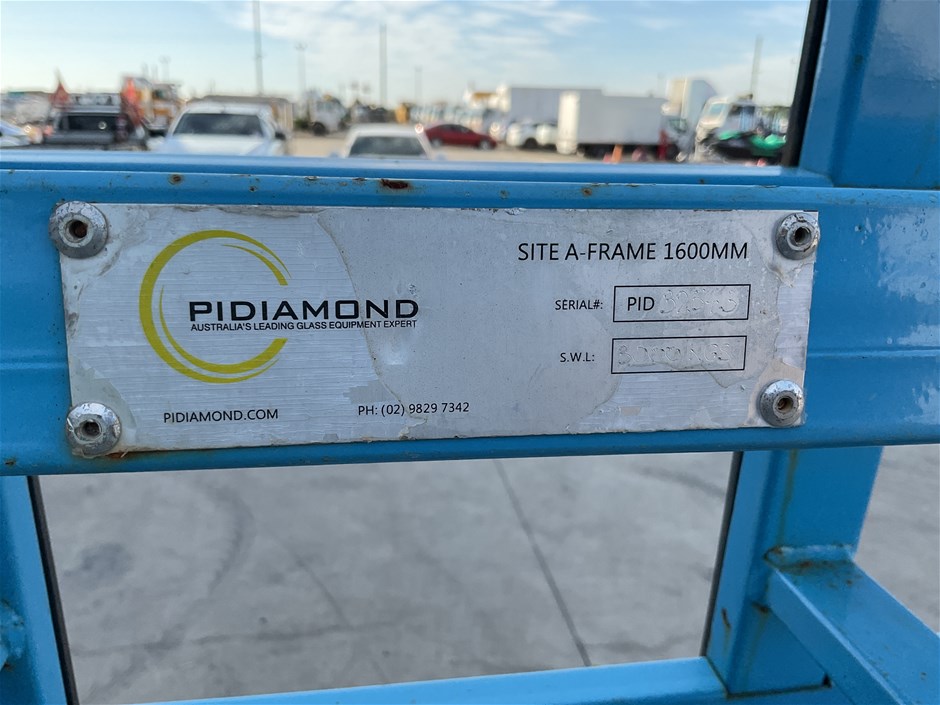 PIDIAMOND
AUSTRALIA'S LEADING GLASS EQUIPMENT EXPERT
PIDIAMOND.COM
PH: (02) 9829 7342
SITE A-FRAME 1600MM
SERIAL#: PID
S.W.L: